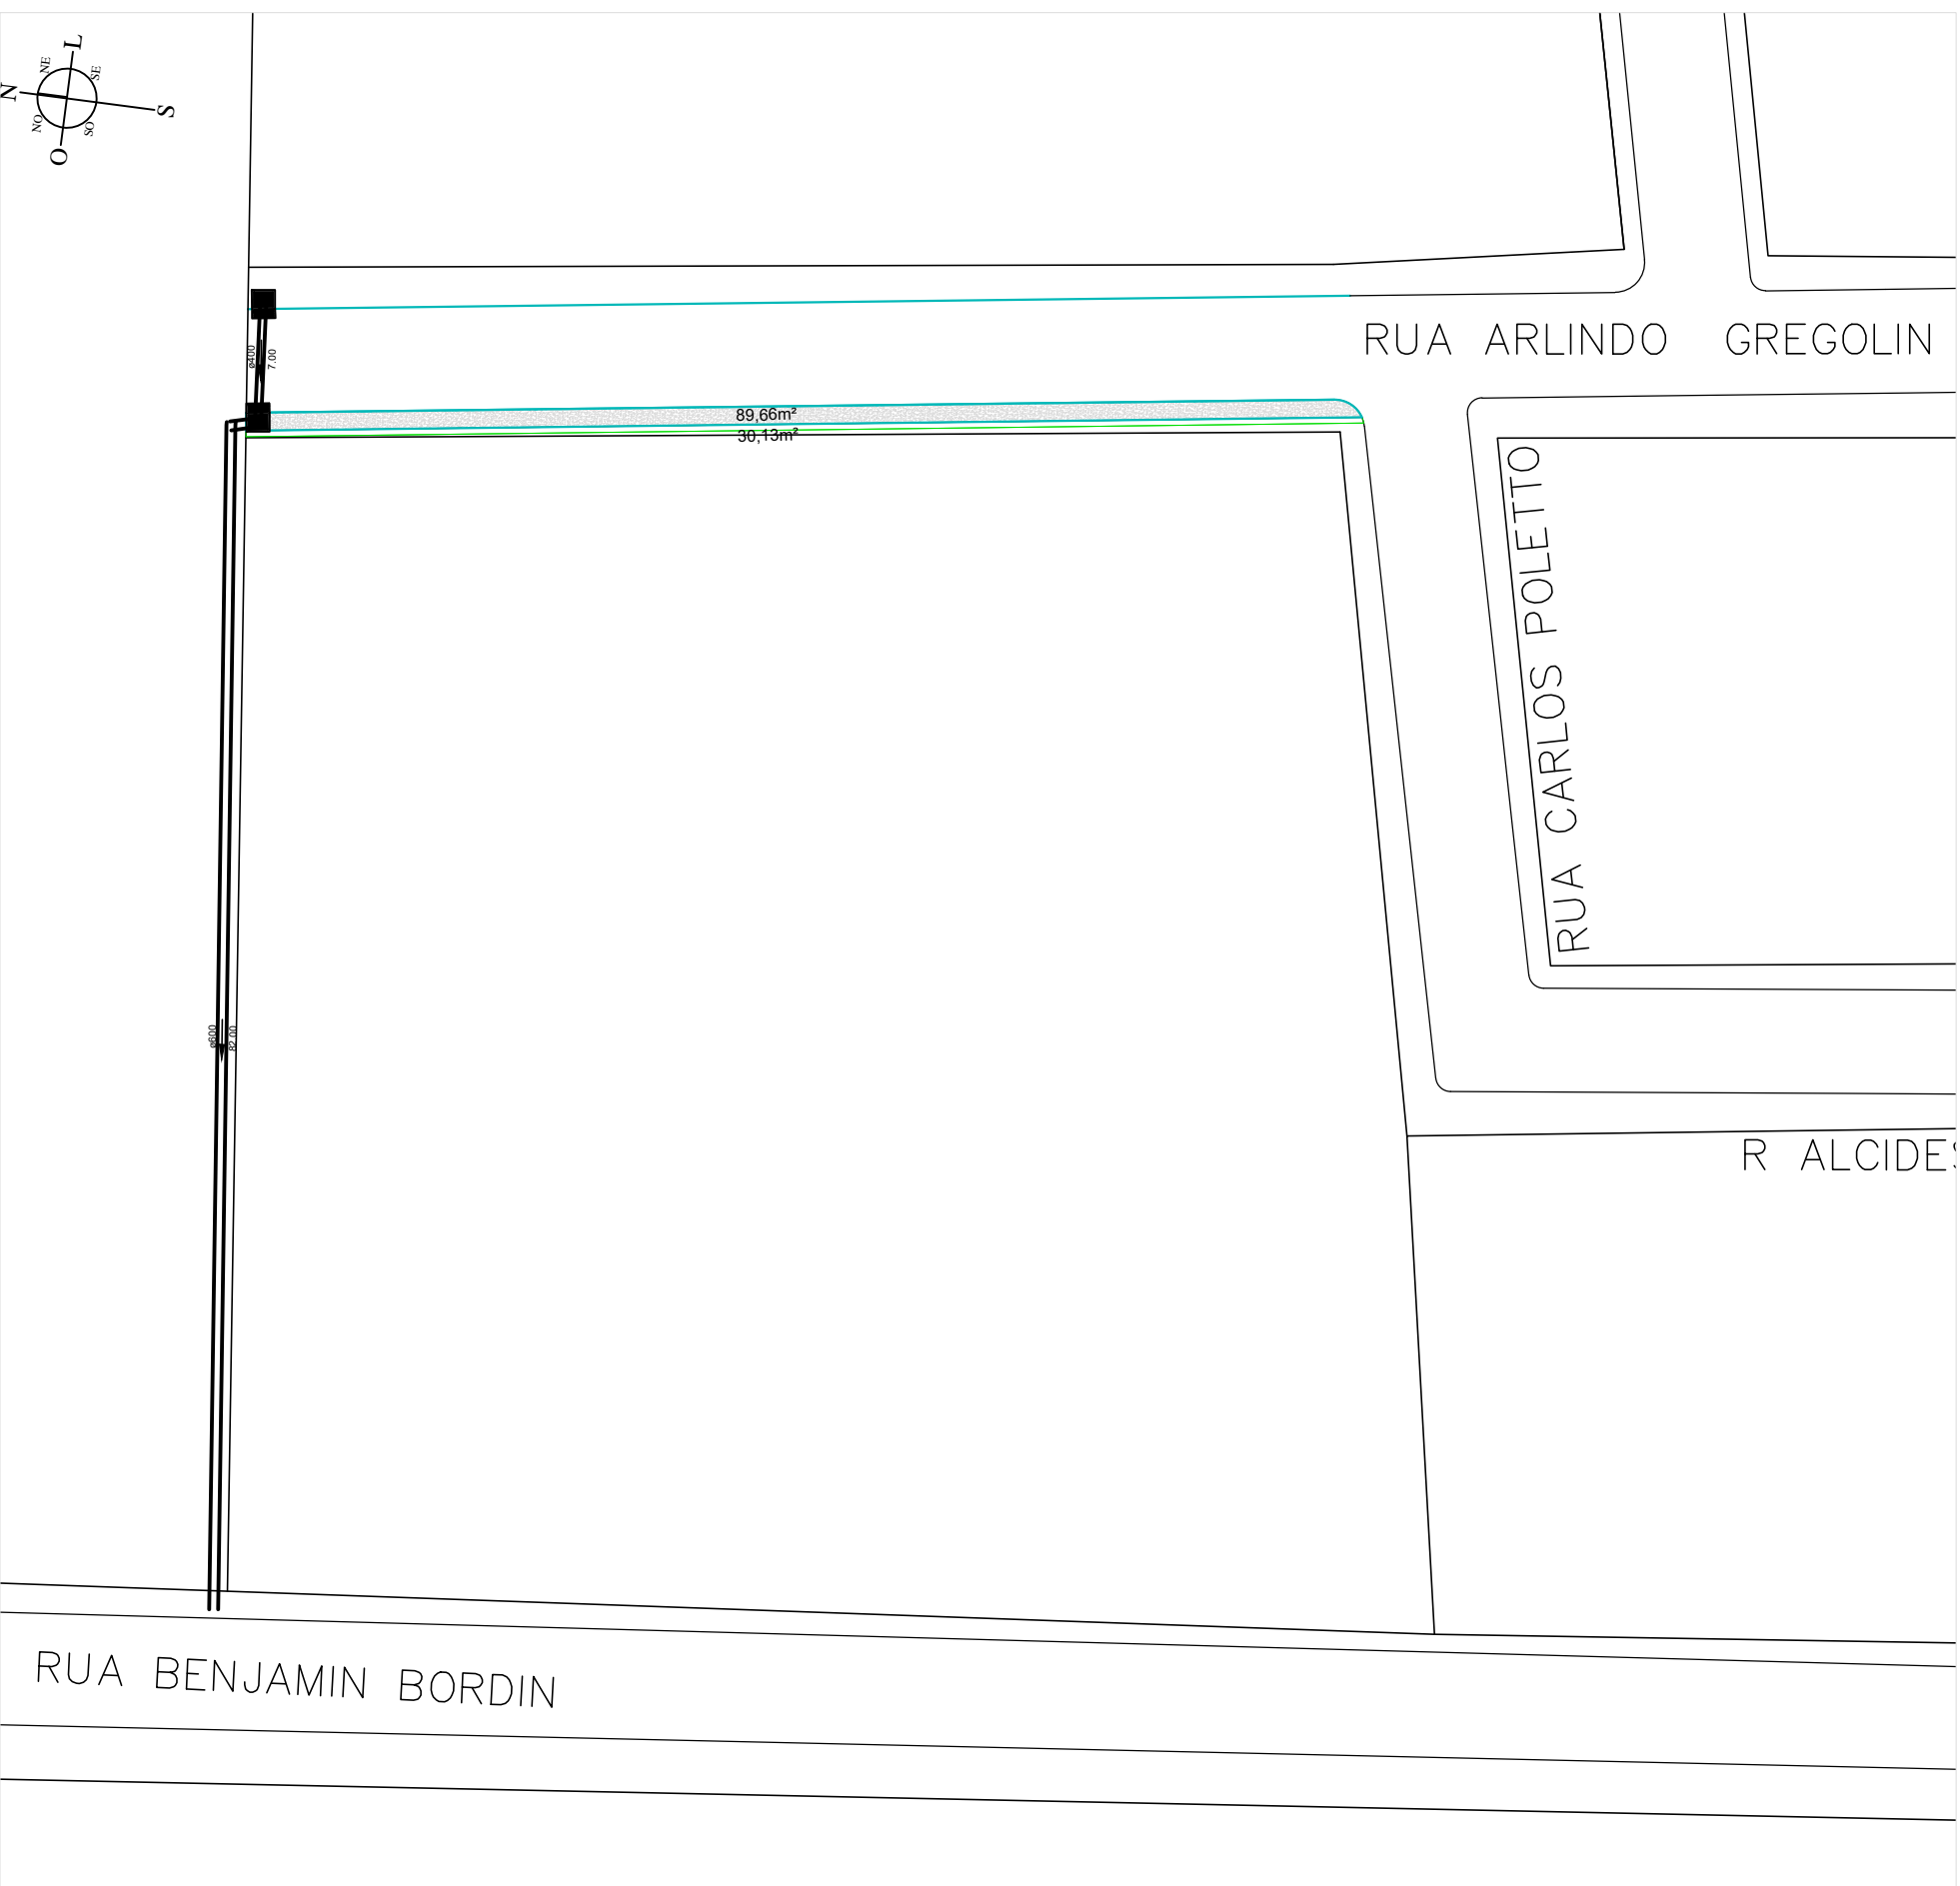 L
NE
SE
N
S
NO
SO
O
RUA ARLINDO GREGOLIN
ø400
7.00
89,66m²
30,13m²
RUA CARLOS POLETTO
ø600
82.00
R ALCIDES
RUA BENJAMIN BORDIN